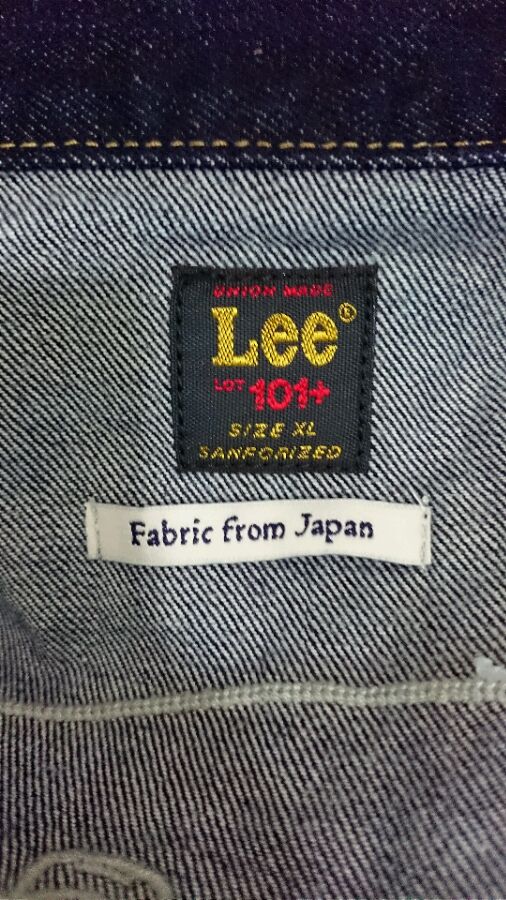 UNION MADE
Lee®
LOT 101+
SIZE XL
SANFORIZED
Fabric from Japan